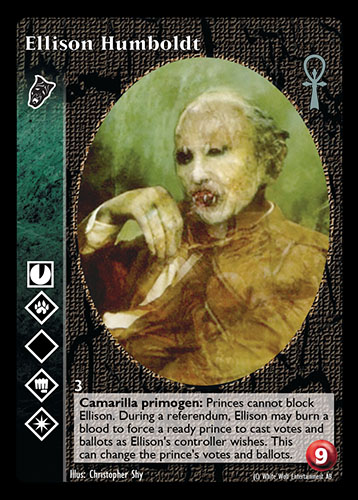 Ellison Humboldt
3
Camarilla primogen: Princes cannot block
Ellison. During a referendum, Ellison may burn a
blood to force a ready prince to cast votes and
ballots as Ellison's controller wishes. This
can change the prince's votes and ballots.
9
Illus: Christopher Shy
(C) White Wolf Entertainment AB